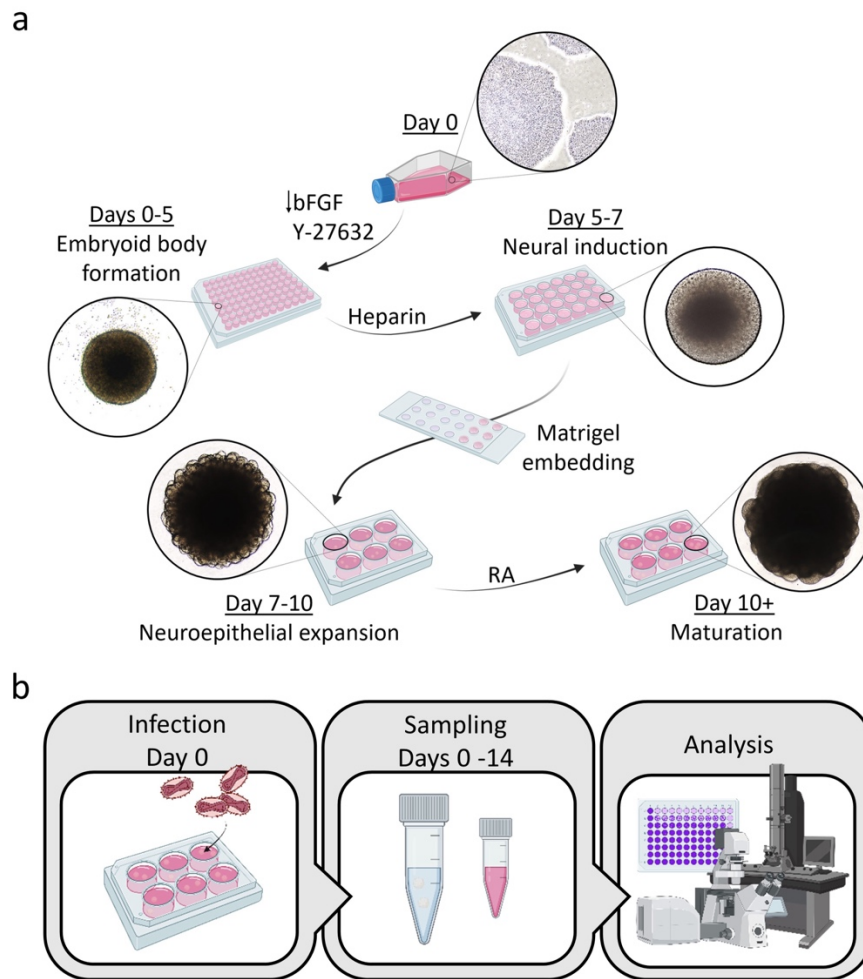 a
Day 0
↓bFGF
Y-27632
Days 0-5
Embryoid body
formation
Heparin
Day 5-7
Neural induction
Matrigel
embedding
Day 7-10
Neuroepithelial expansion
RA
Day 10+
Maturation
b
Infection
Day 0
Sampling
Days 0 -14
Analysis